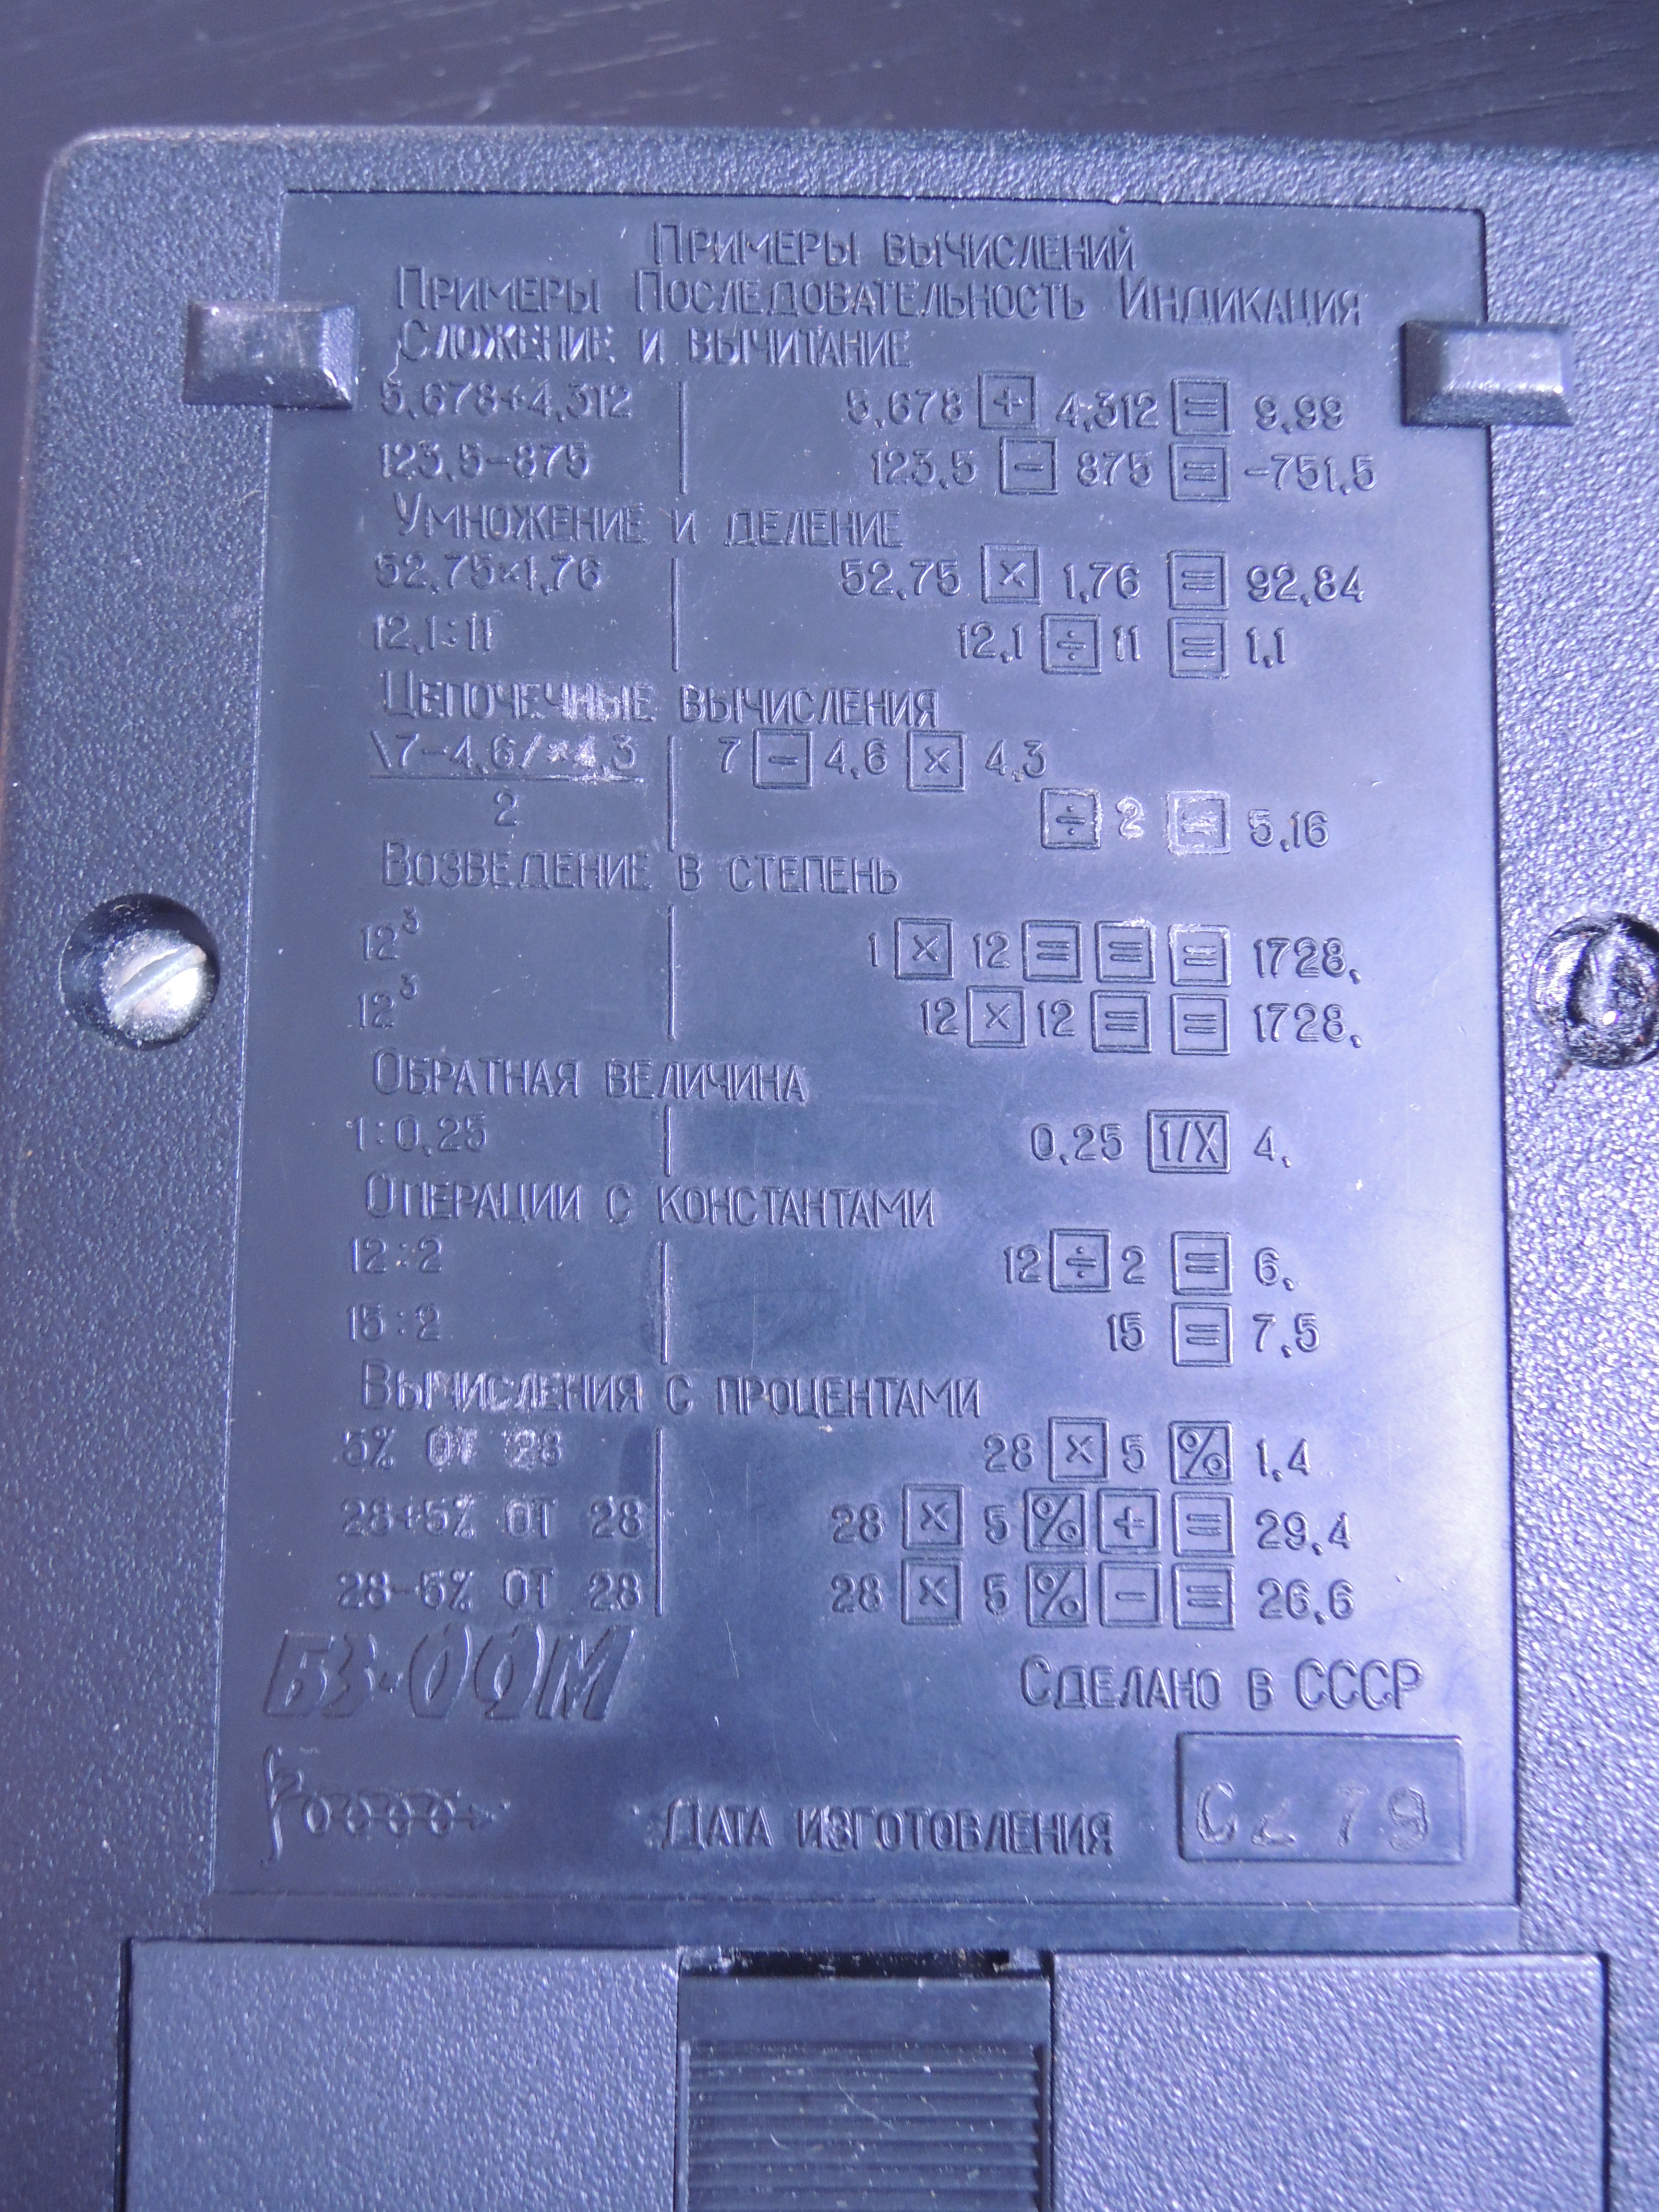 Примеры вычислений
Примеры Последовательность Индикация
Сложение и вычитание
5,678+4,312 5,678 + 4,312 = 9,99
123,5-875 123,5 - 875 = -751,5
Умножение и деление
52,75×1,76 52,75 × 1,76 = 92,84
12,1:11 12,1 ÷ 11 = 1,1
Цепочечные вычисления
\7-4,6/×4,3 7 - 4,6 × 4,3
2 ÷ 2 = 5,16
Возведение в степень
12³ 1 × 12 = = = 1728,
12³ 12 × 12 = = 1728,
Обратная величина
1:0,25 0,25 1/X 4,
Операции с константами
12:2 12 ÷ 2 = 6,
15:2 15 = 7,5
Вычисления с процентами
5% от 28 28 × 5 % 1,4
28+5% от 28 28 × 5 % + = 29,4
28-5% от 28 28 × 5 % - = 26,6
Сделано в СССР
Дата изготовления